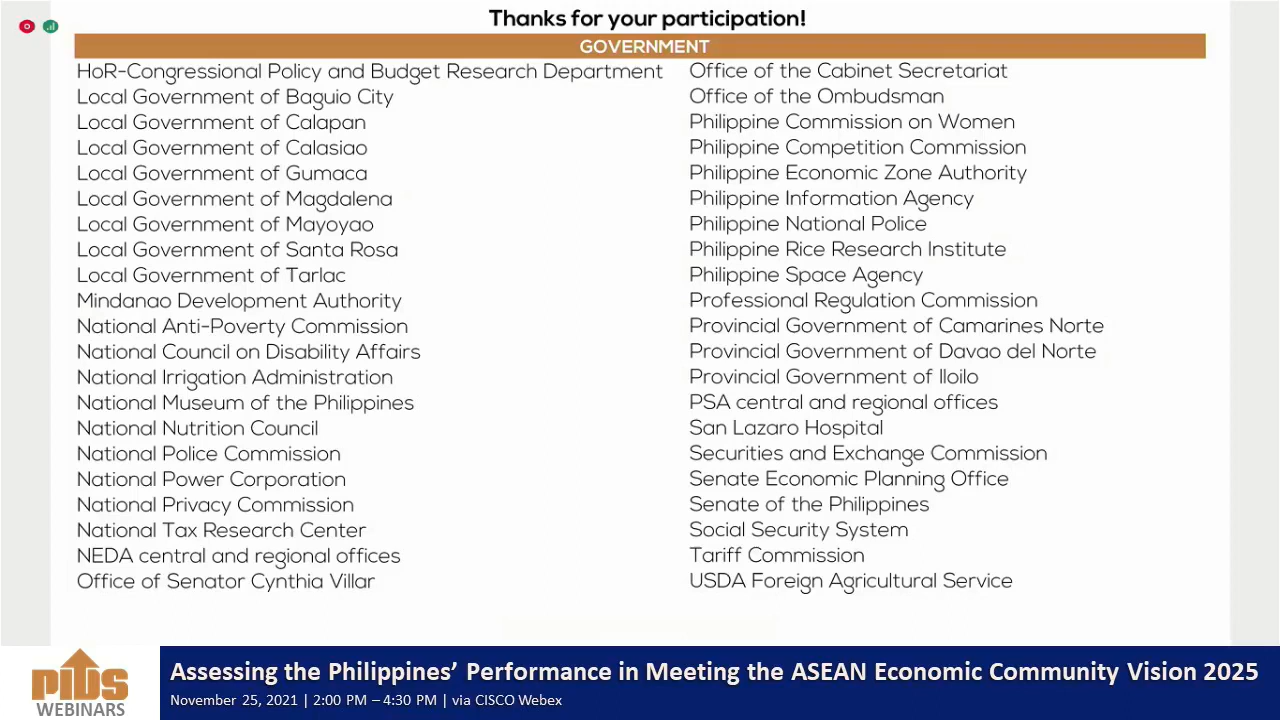 Thanks for your participation!
GOVERNMENT
HoR-Congressional Policy and Budget Research Department
Local Government of Baguio City
Local Government of Calapan
Local Government of Calasiao
Local Government of Gumaca
Local Government of Magdalena
Local Government of Mayoyao
Local Government of Santa Rosa
Local Government of Tarlac
Mindanao Development Authority
National Anti-Poverty Commission
National Council on Disability Affairs
National Irrigation Administration
National Museum of the Philippines
National Nutrition Council
National Police Commission
National Power Corporation
National Privacy Commission
National Tax Research Center
NEDA central and regional offices
Office of Senator Cynthia Villar
Office of the Cabinet Secretariat
Office of the Ombudsman
Philippine Commission on Women
Philippine Competition Commission
Philippine Economic Zone Authority
Philippine Information Agency
Philippine National Police
Philippine Rice Research Institute
Philippine Space Agency
Professional Regulation Commission
Provincial Government of Camarines Norte
Provincial Government of Davao del Norte
Provincial Government of Iloilo
PSA central and regional offices
San Lazaro Hospital
Securities and Exchange Commission
Senate Economic Planning Office
Senate of the Philippines
Social Security System
Tariff Commission
USDA Foreign Agricultural Service
pids
WEBINARS
Assessing the Philippines' Performance in Meeting the ASEAN Economic Community Vision 2025
November 25, 2021 | 2:00 PM – 4:30 PM | via CISCO Webex